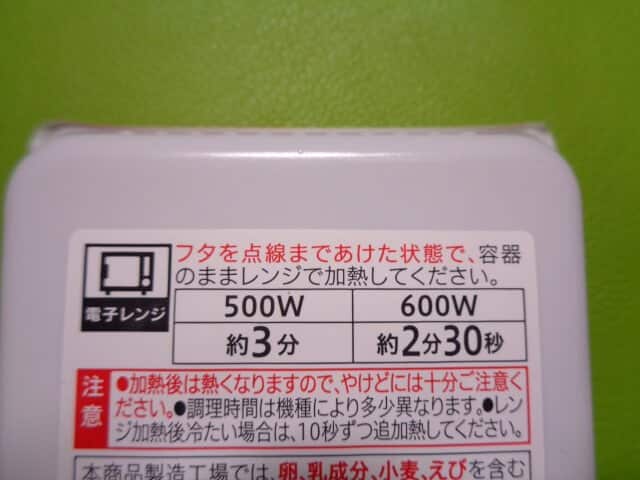 フタを点線まであけた状態で、容器
のままレンジで加熱してください。
電子レンジ
500W 600W
約3分 約2分30秒
注意
●加熱後は熱くなりますので、やけどには十分ご注意く
ださい。●調理時間は機種により多少異なります。●レン
ジ加熱後冷たい場合は、10秒ずつ追加熱してください。
本商品製造工場では、卵、乳成分、小麦、えびを含む